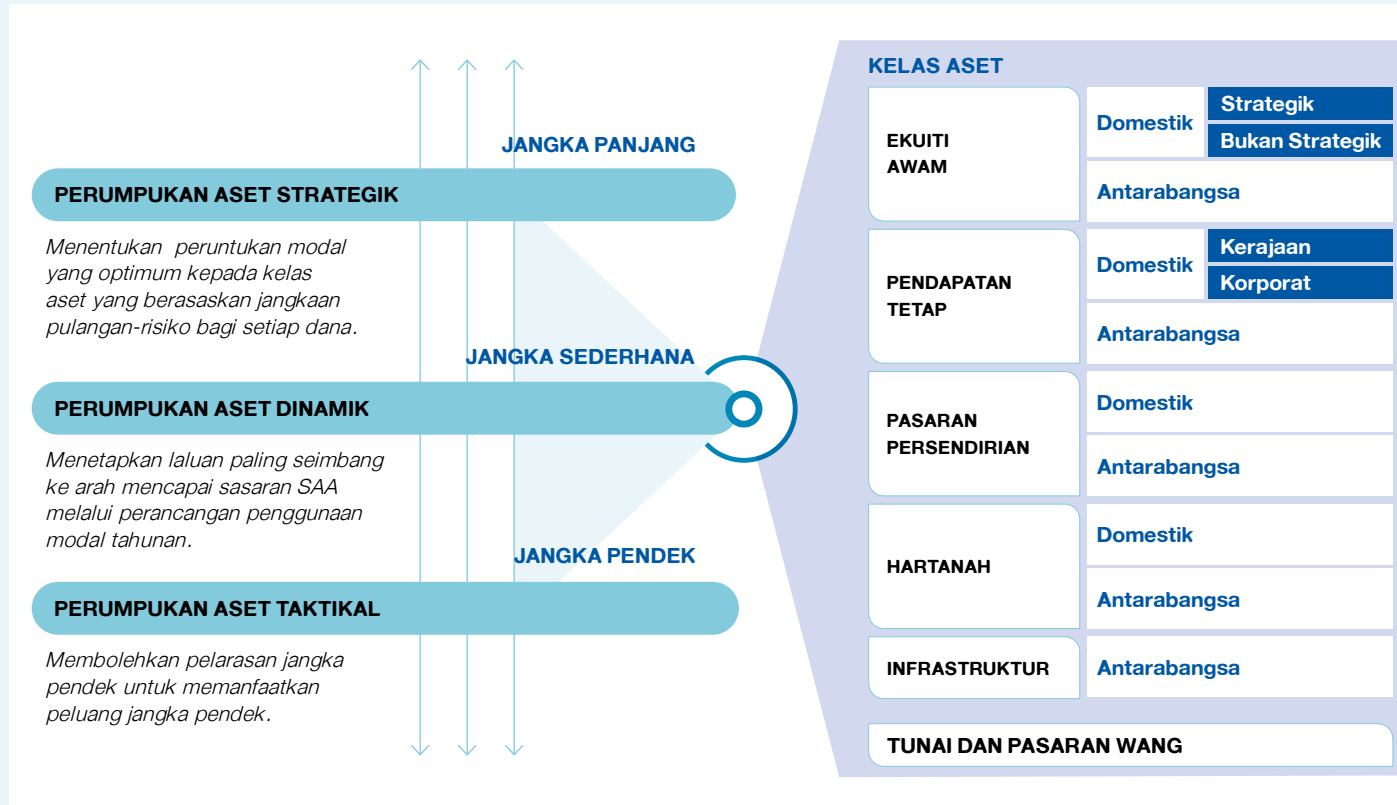 JANGKA PANJANG
PERUMPUKAN ASET STRATEGIK
Menentukan peruntukan modal
yang optimum kepada kelas
aset yang berasaskan jangkaan
pulangan-risiko bagi setiap dana.
JANGKA SEDERHANA
PERUMPUKAN ASET DINAMIK
Menetapkan laluan paling seimbang
ke arah mencapai sasaran SAA
melalui perancangan penggunaan
modal tahunan.
JANGKA PENDEK
PERUMPUKAN ASET TAKTIKAL
Membolehkan pelarasan jangka
pendek untuk memanfaatkan
peluang jangka pendek.
KELAS ASET
EKUITI
AWAM
Domestik
Strategik
Bukan Strategik
Antarabangsa
PENDAPATAN
TETAP
Domestik
Kerajaan
Korporat
Antarabangsa
PASARAN
PERSENDIRIAN
Domestik
Antarabangsa
HARTANAH
Domestik
Antarabangsa
INFRASTRUKTUR
Antarabangsa
TUNAI DAN PASARAN WANG